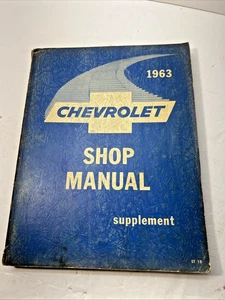 1963
CHEVROLET
SHOP
MANUAL
supplement